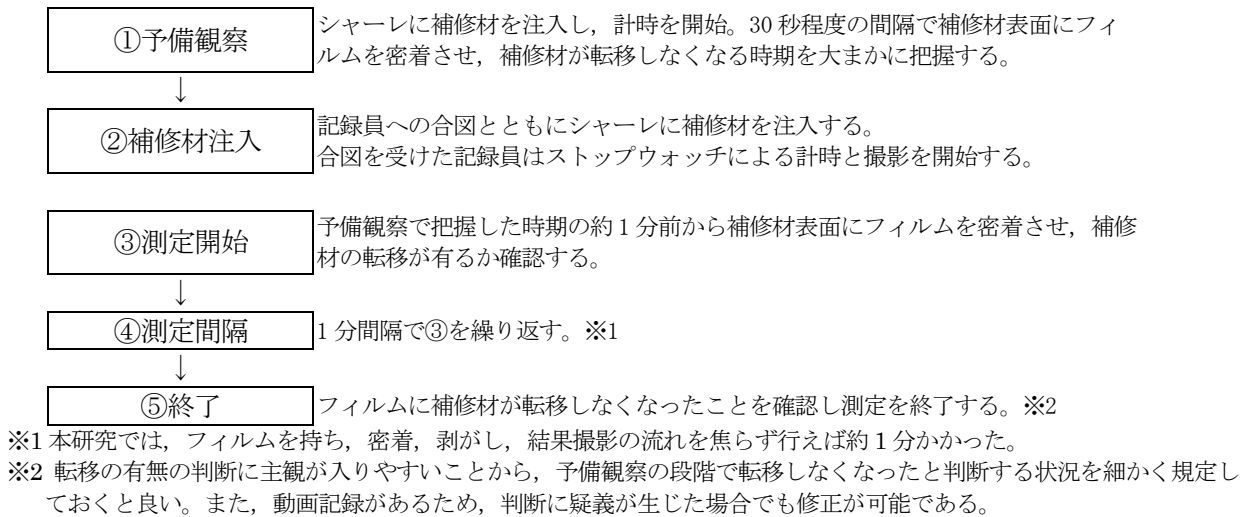 ①予備観察
シャーレに補修材を注入し，計時を開始。30 秒程度の間隔で補修材表面にフィ
ルムを密着させ，補修材が転移しなくなる時期を大まかに把握する。
↓
②補修材注入
記録員への合図とともにシャーレに補修材を注入する。
合図を受けた記録員はストップウォッチによる計時と撮影を開始する。
③測定開始
予備観察で把握した時期の約 1 分前から補修材表面にフィルムを密着させ，補修
材の転移が有るか確認する。
↓
④測定間隔
1 分間隔で③を繰り返す。※1
↓
⑤終了
フィルムに補修材が転移しなくなったことを確認し測定を終了する。※2
※1 本研究では，フィルムを持ち，密着，剥がし，結果撮影の流れを焦らず行えば約 1 分かかった。
※2 転移の有無の判断に主観が入りやすいことから，予備観察の段階で転移しなくなったと判断する状況を細かく規定し
ておくと良い。また，動画記録があるため，判断に疑義が生じた場合でも修正が可能である。